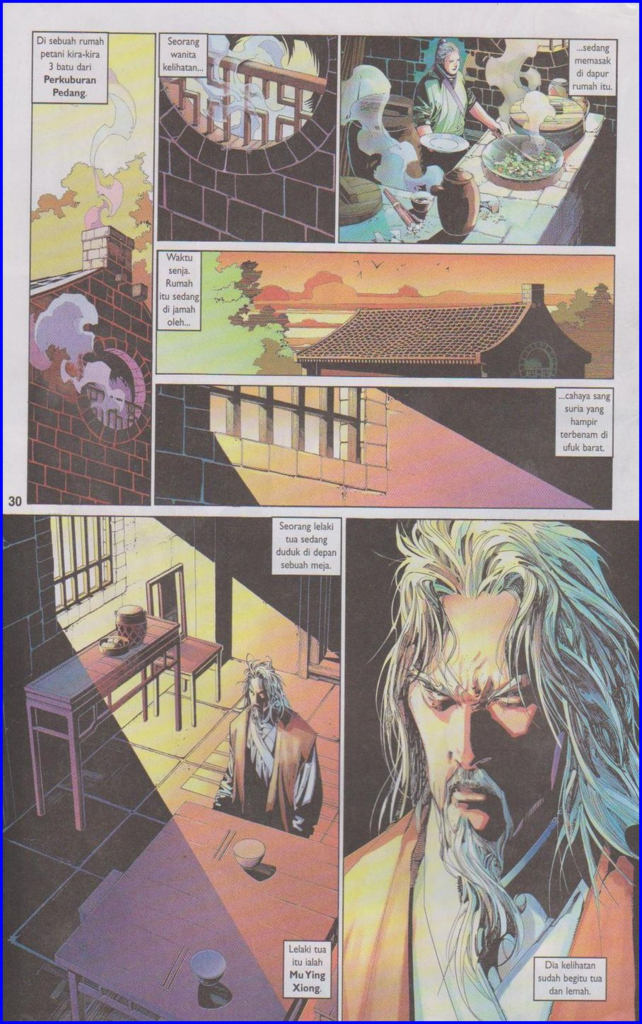 Di sebuah rumah
petani kira-kira
3 batu dari
Perkuburan
Pedang.
Seorang
wanita
kelihatan...
...sedang
memasak
di dapur
rumah itu.
Waktu
senja.
Rumah
itu sedang
di jamah
oleh...
...cahaya sang
suria yang
hampir
terbenam di
ufuk barat.
30
Seorang lelaki
tua sedang
duduk di depan
sebuah meja.
Lelaki tua
itu ialah
Mu Ying
Xiong.
Dia kelihatan
sudah begitu tua
dan lemah.